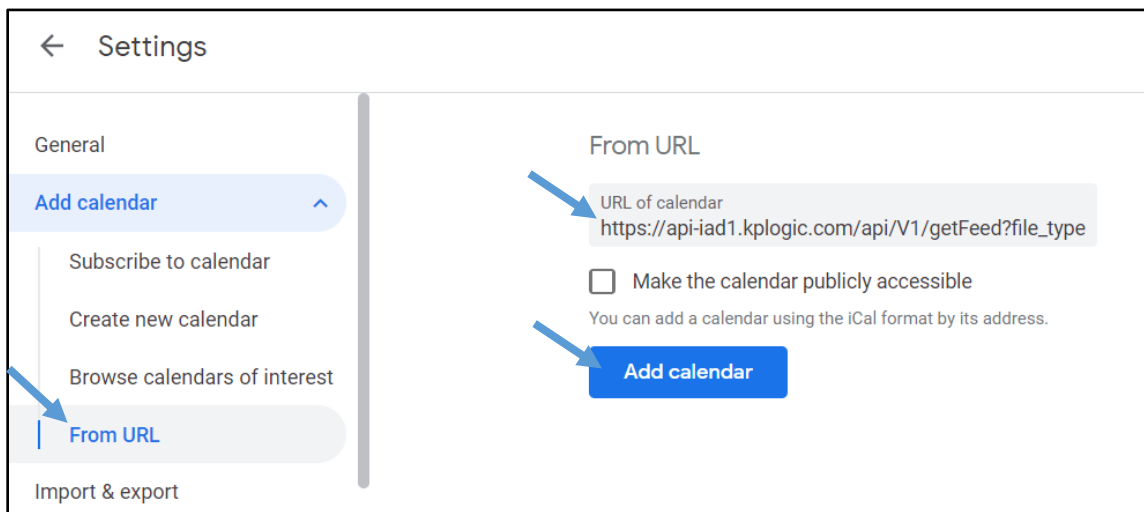 Settings
General
Add calendar
Subscribe to calendar
Create new calendar
Browse calendars of interest
From URL
Import & export
From URL
URL of calendar
https://api-iad1.kplogic.com/api/V1/getFeed?file_type
Make the calendar publicly accessible
You can add a calendar using the iCal format by its address.
Add calendar